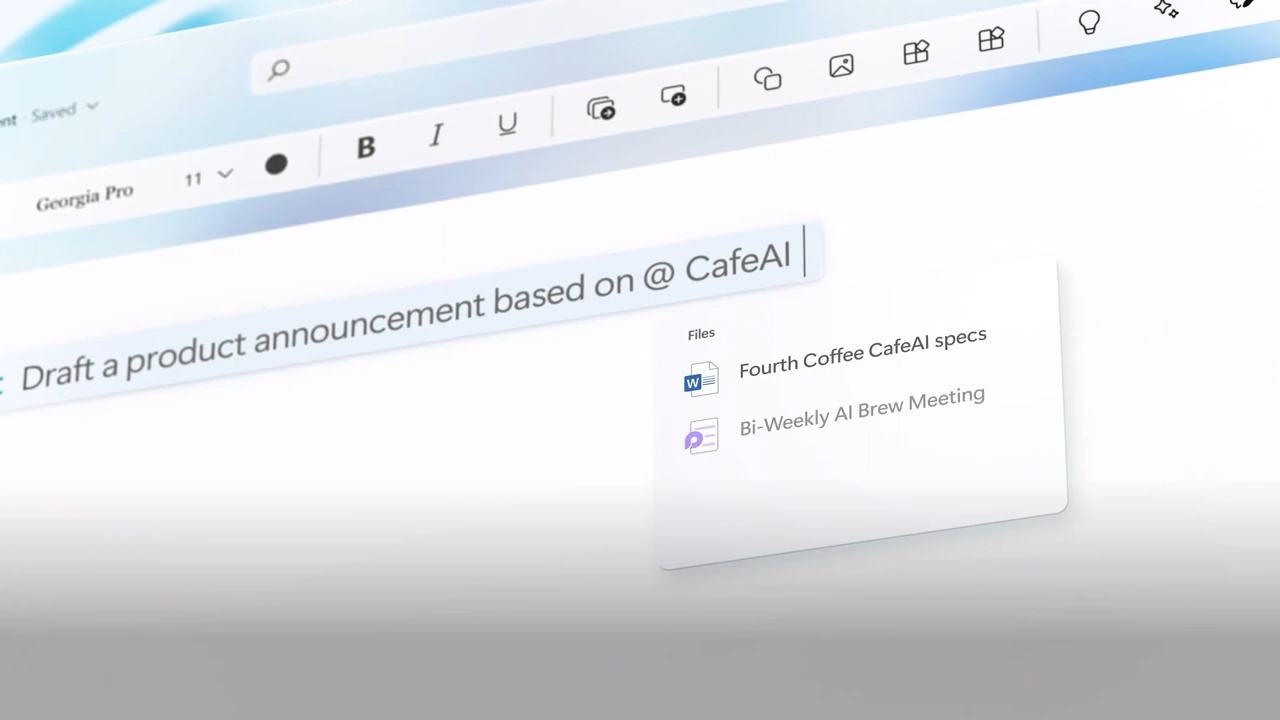 Saved
Georgia Pro
11
B I U
Draft a product announcement based on @ CafeAI
Files
W
Fourth Coffee CafeAI specs
Bi-Weekly AI Brew Meeting